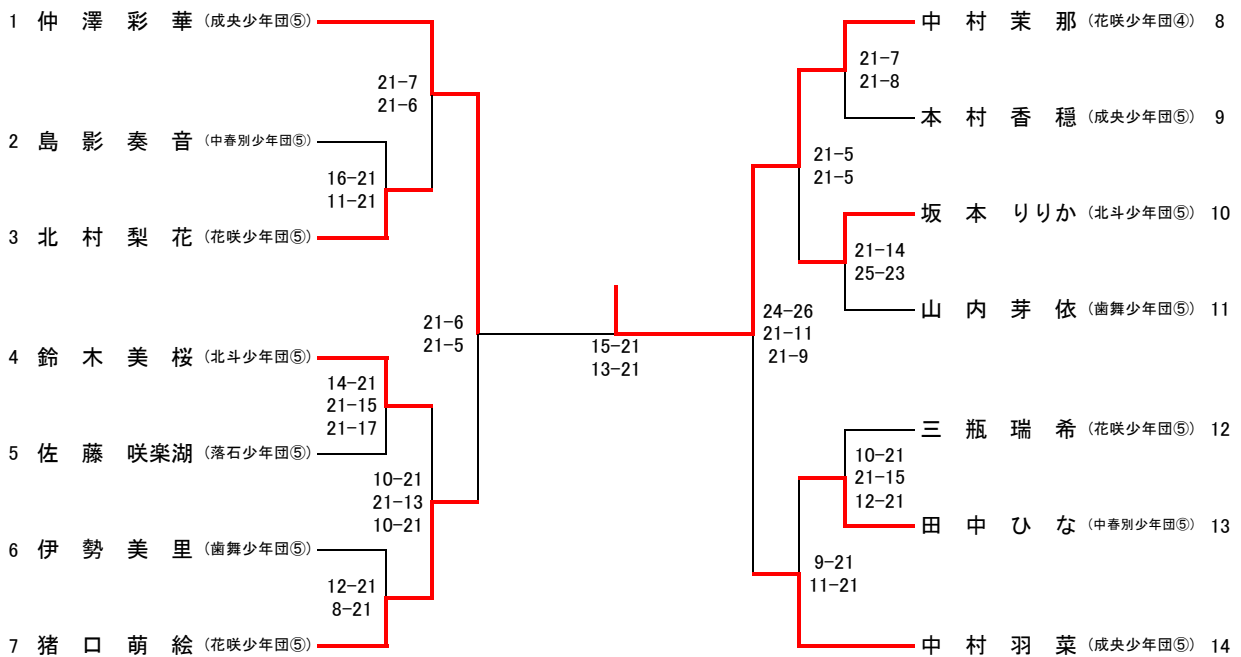 1 仲澤彩華 (成央少年団⑤)
21-7
21-6
2 島影奏音 (中春別少年団⑤)
16-21
11-21
3 北村梨花 (花咲少年団⑤)
21-6
21-5
4 鈴木美桜 (北斗少年団⑤)
14-21
21-15
21-17
5 佐藤咲楽湖 (落石少年団⑤)
10-21
21-13
10-21
6 伊勢美里 (歯舞少年団⑤)
12-21
8-21
7 猪口萌絵 (花咲少年団⑤)
15-21
13-21
中村茉那 (花咲少年団④) 8
21-7
21-8
本村香穏 (成央少年団⑤) 9
21-5
21-5
坂本りりか (北斗少年団⑤) 10
21-14
25-23
山内芽依 (歯舞少年団⑤) 11
24-26
21-11
21-9
三瓶瑞希 (花咲少年団⑤) 12
10-21
21-15
12-21
田中ひな (中春別少年団⑤) 13
9-21
11-21
中村羽菜 (成央少年団⑤) 14